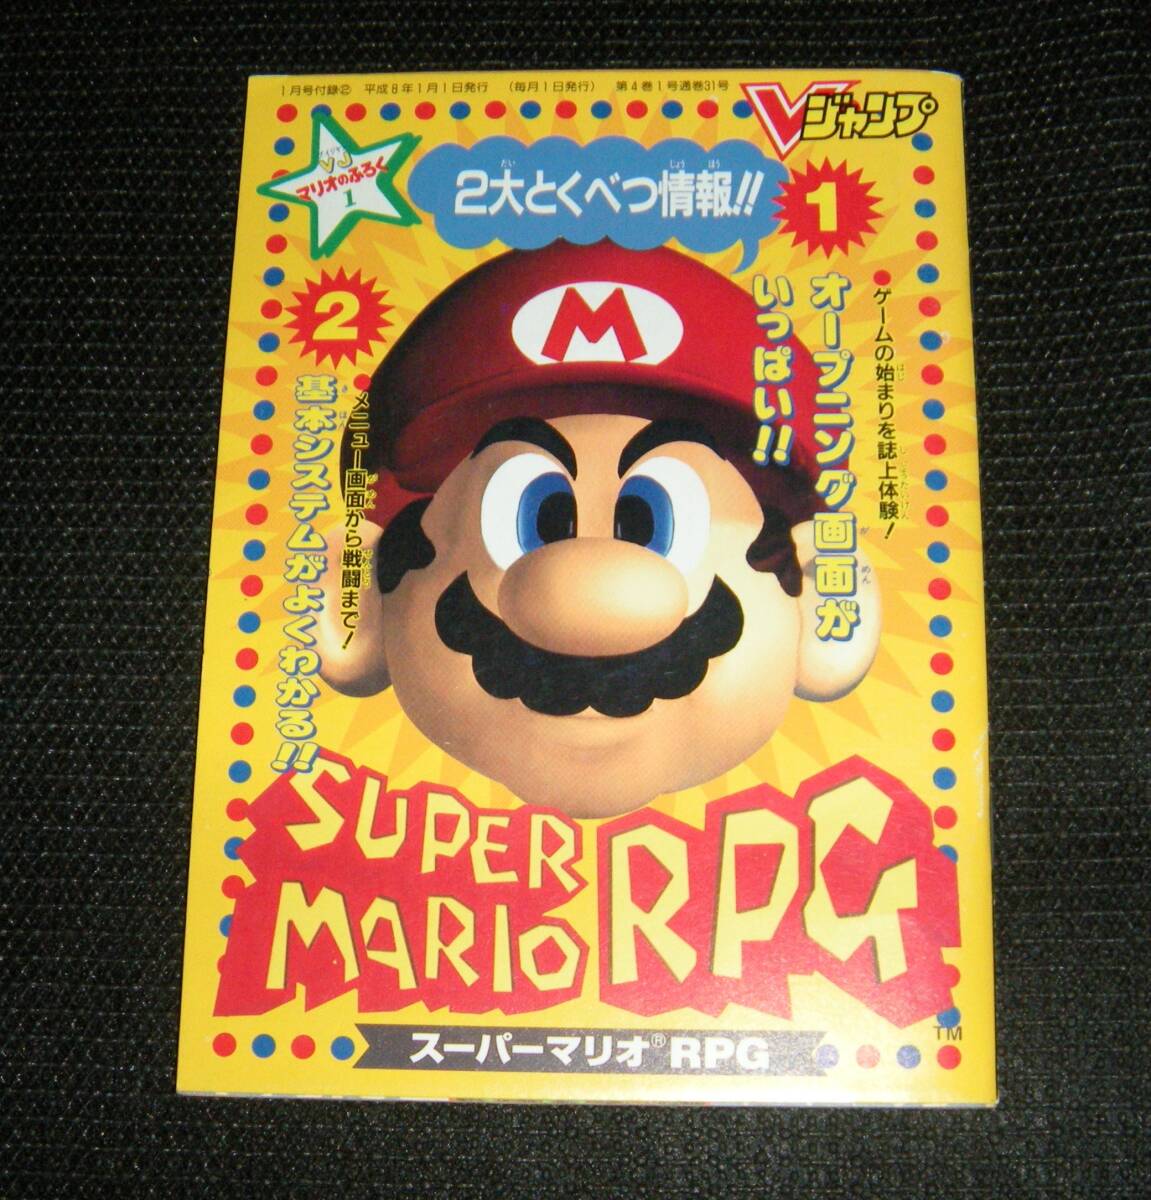 1月号付録② 平成8年1月1日発行 (毎月1日発行) 第4巻1号通巻31号
Vジャンプ
VJ
マリオのふろく
1
2大とくべつ情報!!
1
●ゲームの始まりを誌上体験!
オープニング画面が
いっぱい!!
2
●メニュー画面から戦闘まで!
基本システムがよくわかる!!
M
SUPER
MARIO RPG
TM
スーパーマリオ® RPG